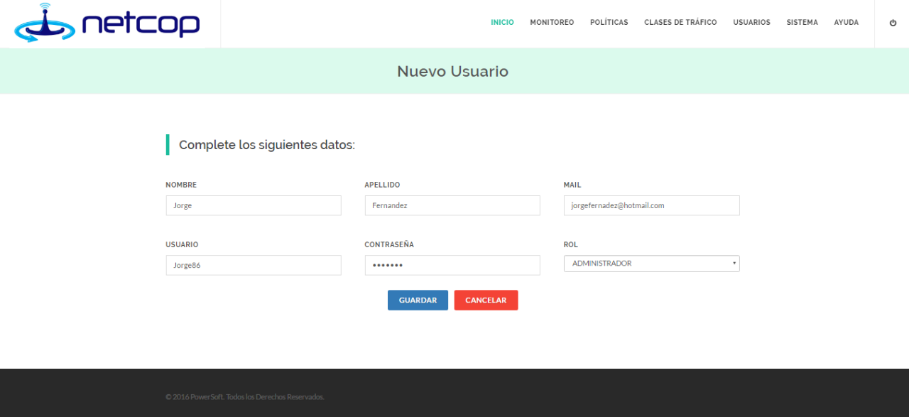 netcop
INICIO MONITOREO POLÍTICAS CLASES DE TRÁFICO USUARIOS SISTEMA AYUDA
Nuevo Usuario
Complete los siguientes datos:
NOMBRE APELLIDO MAIL
Jorge Fernandez jorgefernadez@hotmail.com
USUARIO CONTRASEÑA ROL
Jorge86 ••••••• ADMINISTRADOR
GUARDAR CANCELAR
© 2016 PowerSoft. Todos los Derechos Reservados.